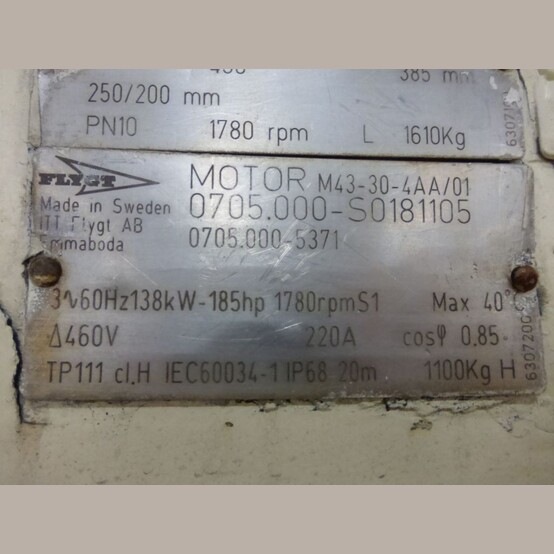 385 mm
250/200 mm
PN10 1780 rpm L 1610Kg
FLYGT
MOTOR M43-30-4AA/01
Made in Sweden
0705.000-S0181105
ITT Flygt AB
0705.000-5371
3∿60Hz138kW-185hp 1780rpmS1 Max 40°
Δ460V 220A cosφ 0.85
TP111 cl.H IEC60034-1 IP68 20m 1100Kg H
6307200